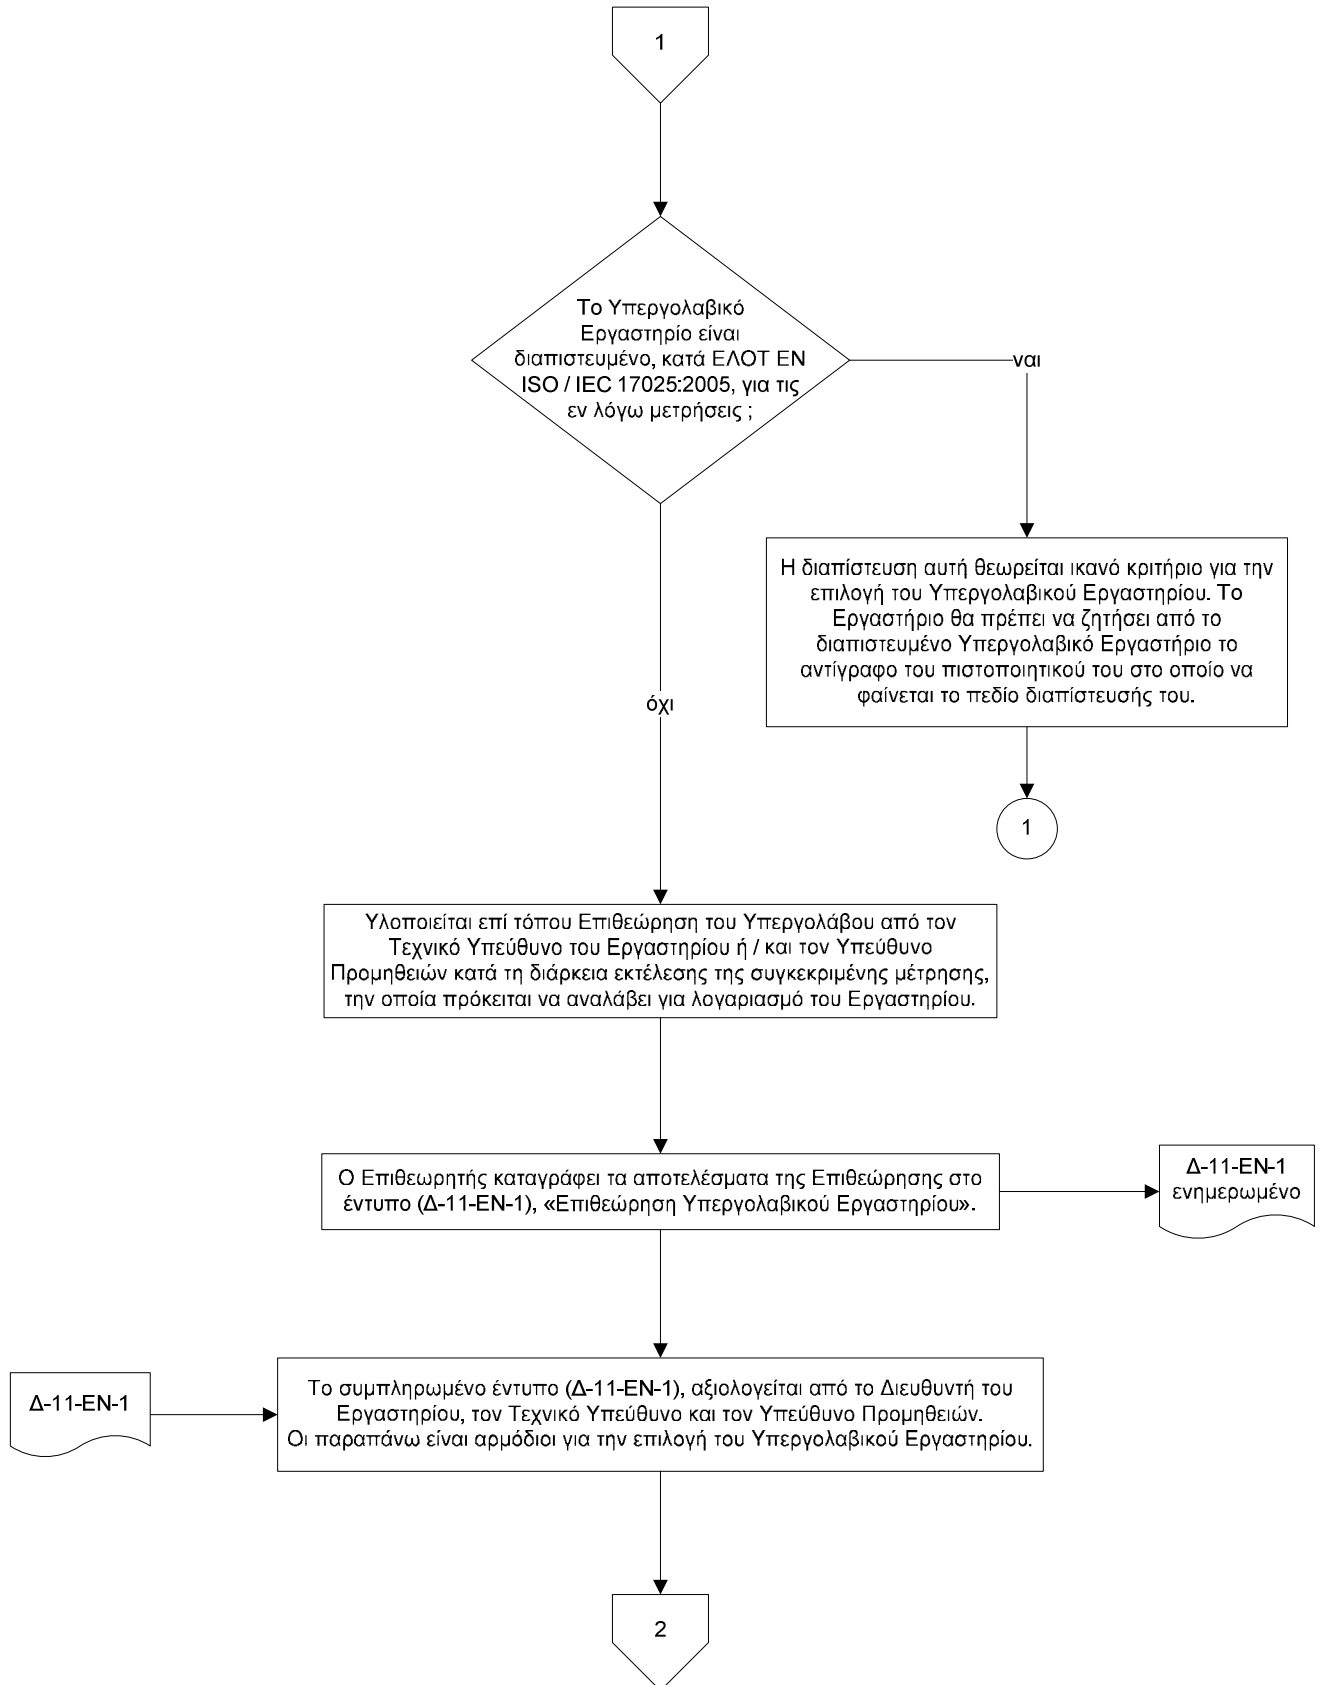 1
Το Υπεργολαβικό
Εργαστηρίο είναι
διαπιστευμένο, κατά ΕΛΟΤ EN
ISO / IEC 17025:2005, για τις
εν λόγω μετρήσεις ;
ναι
Η διαπίστευση αυτή θεωρείται ικανό κριτήριο για την
επιλογή του Υπεργολαβικού Εργαστηρίου. Το
Εργαστήριο θα πρέπει να ζητήσει από το
διαπιστευμένο Υπεργολαβικό Εργαστήριο το
αντίγραφο του πιστοποιητικού του στο οποίο να
φαίνεται το πεδίο διαπίστευσής του.
όχι
1
Υλοποιείται επί τόπου Επιθεώρηση του Υπεργολάβου από τον
Τεχνικό Υπεύθυνο του Εργαστηρίου ή / και τον Υπεύθυνο
Προμηθειών κατά τη διάρκεια εκτέλεσης της συγκεκριμένης μέτρησης,
την οποία πρόκειται να αναλάβει για λογαριασμό του Εργαστηρίου.
Ο Επιθεωρητής καταγράφει τα αποτελέσματα της Επιθεώρησης στο
έντυπο (Δ-11-ΕΝ-1), «Επιθεώρηση Υπεργολαβικού Εργαστηρίου».
Δ-11-ΕΝ-1
ενημερωμένο
Δ-11-ΕΝ-1
Το συμπληρωμένο έντυπο (Δ-11-ΕΝ-1), αξιολογείται από το Διευθυντή του
Εργαστηρίου, τον Τεχνικό Υπεύθυνο και τον Υπεύθυνο Προμηθειών.
Οι παραπάνω είναι αρμόδιοι για την επιλογή του Υπεργολαβικού Εργαστηρίου.
2